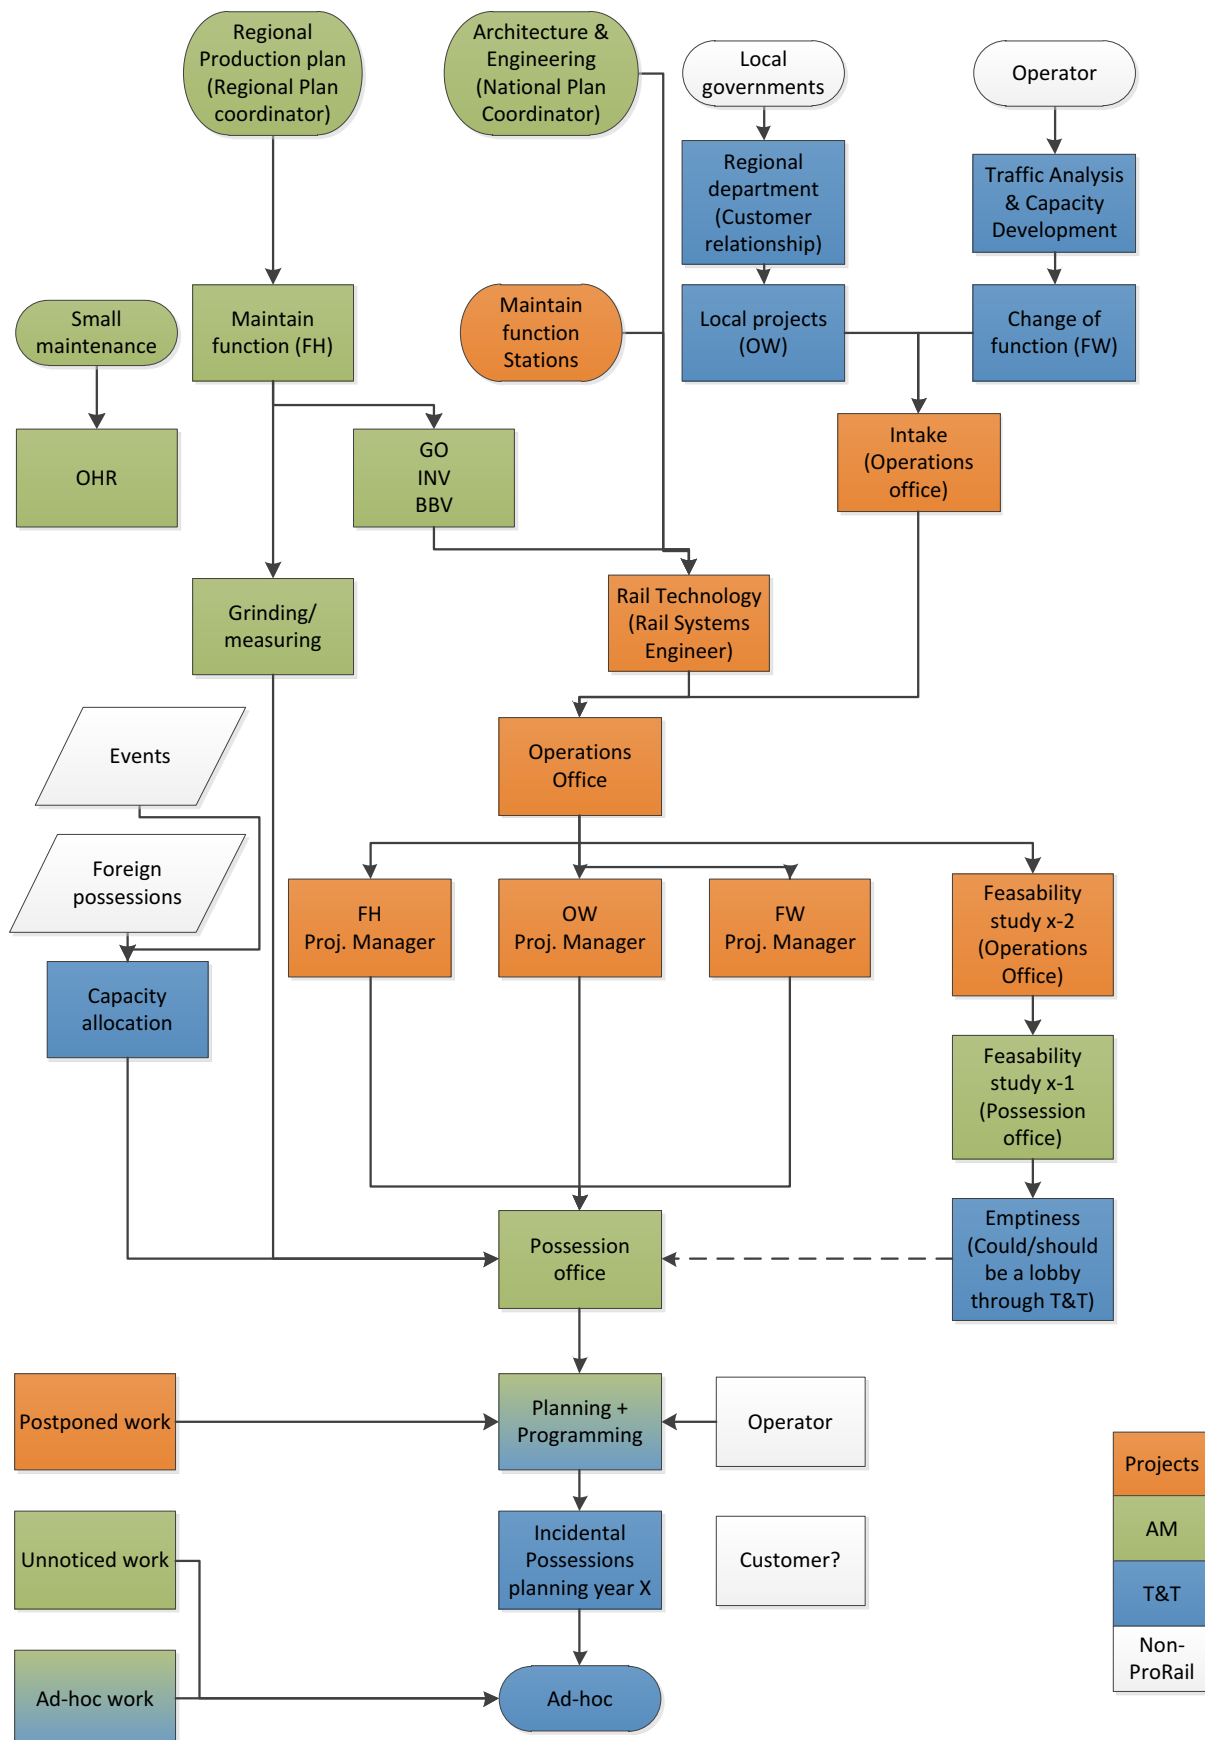 Regional
Production plan
(Regional Plan
coordinator)
Architecture &
Engineering
(National Plan
Coordinator)
Local
governments
Operator
Regional
department
(Customer
relationship)
Traffic Analysis
& Capacity
Development
Small
maintenance
Maintain
function (FH)
Maintain
function
Stations
Local projects
(OW)
Change of
function (FW)
OHR
GO
INV
BBV
Intake
(Operations
office)
Grinding/
measuring
Rail Technology
(Rail Systems
Engineer)
Events
Operations
Office
Foreign
possessions
FH
Proj. Manager
OW
Proj. Manager
FW
Proj. Manager
Feasability
study x-2
(Operations
Office)
Capacity
allocation
Feasability
study x-1
(Possession
office)
Possession
office
Emptiness
(Could/should
be a lobby
through T&T)
Postponed work
Planning +
Programming
Operator
Projects
AM
T&T
Non-
ProRail
Unnoticed work
Incidental
Possessions
planning year X
Customer?
Ad-hoc work
Ad-hoc